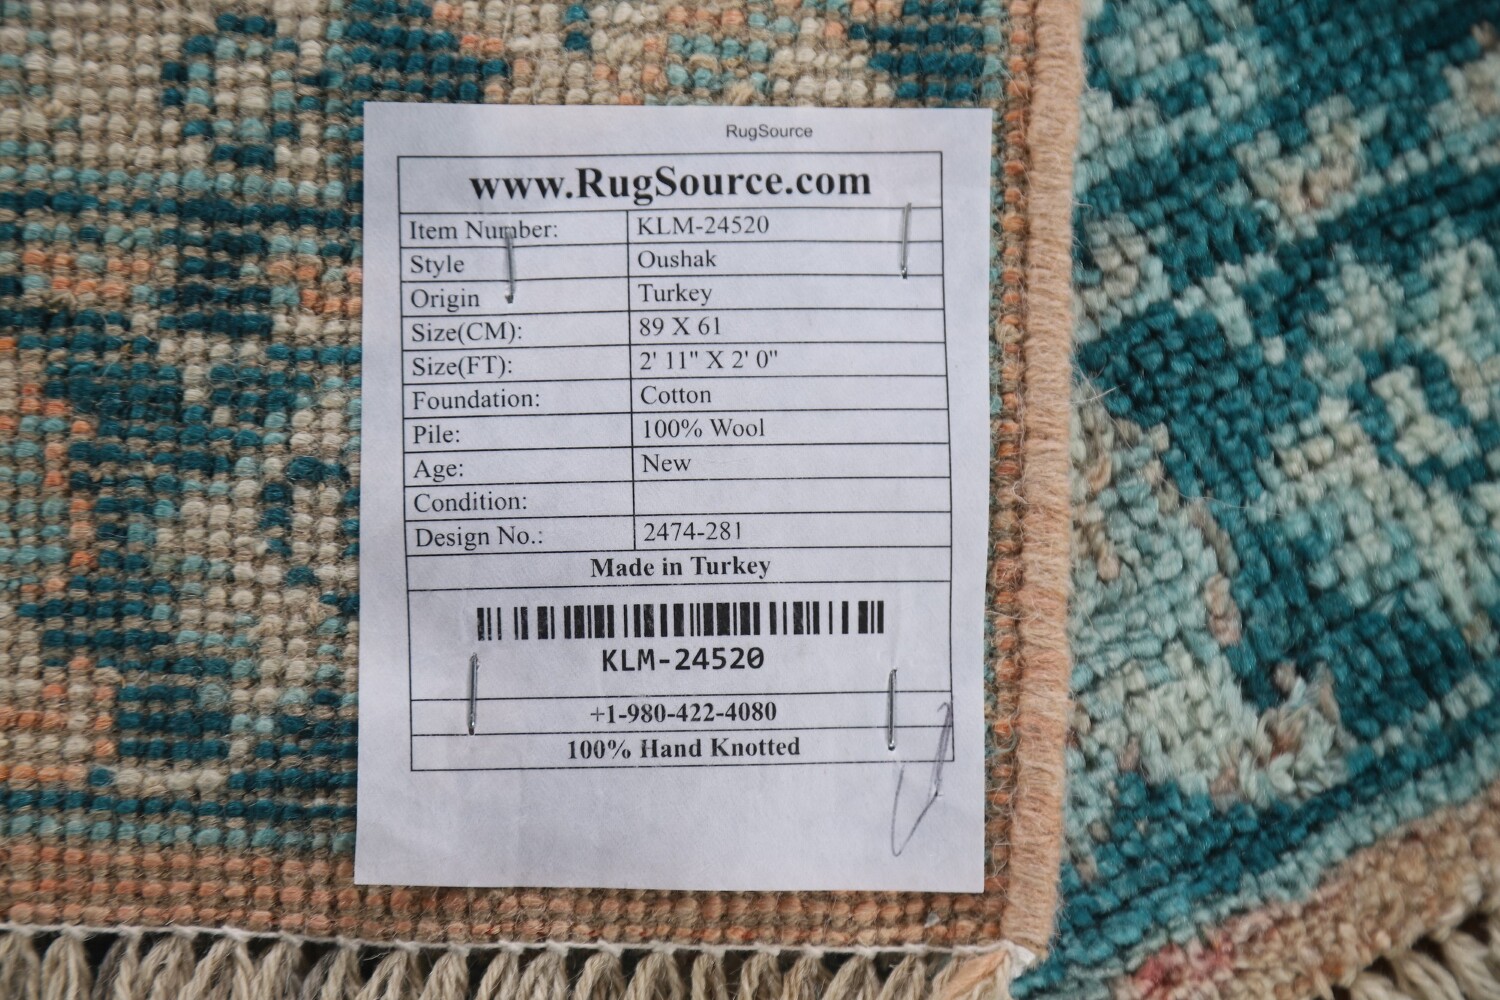 RugSource
www.RugSource.com
Item Number: KLM-24520
Style Oushak
Origin Turkey
Size(CM): 89 X 61
Size(FT): 2' 11" X 2' 0"
Foundation: Cotton
Pile: 100% Wool
Age: New
Condition:
Design No.: 2474-281
Made in Turkey
KLM-24520
+1-980-422-4080
100% Hand Knotted